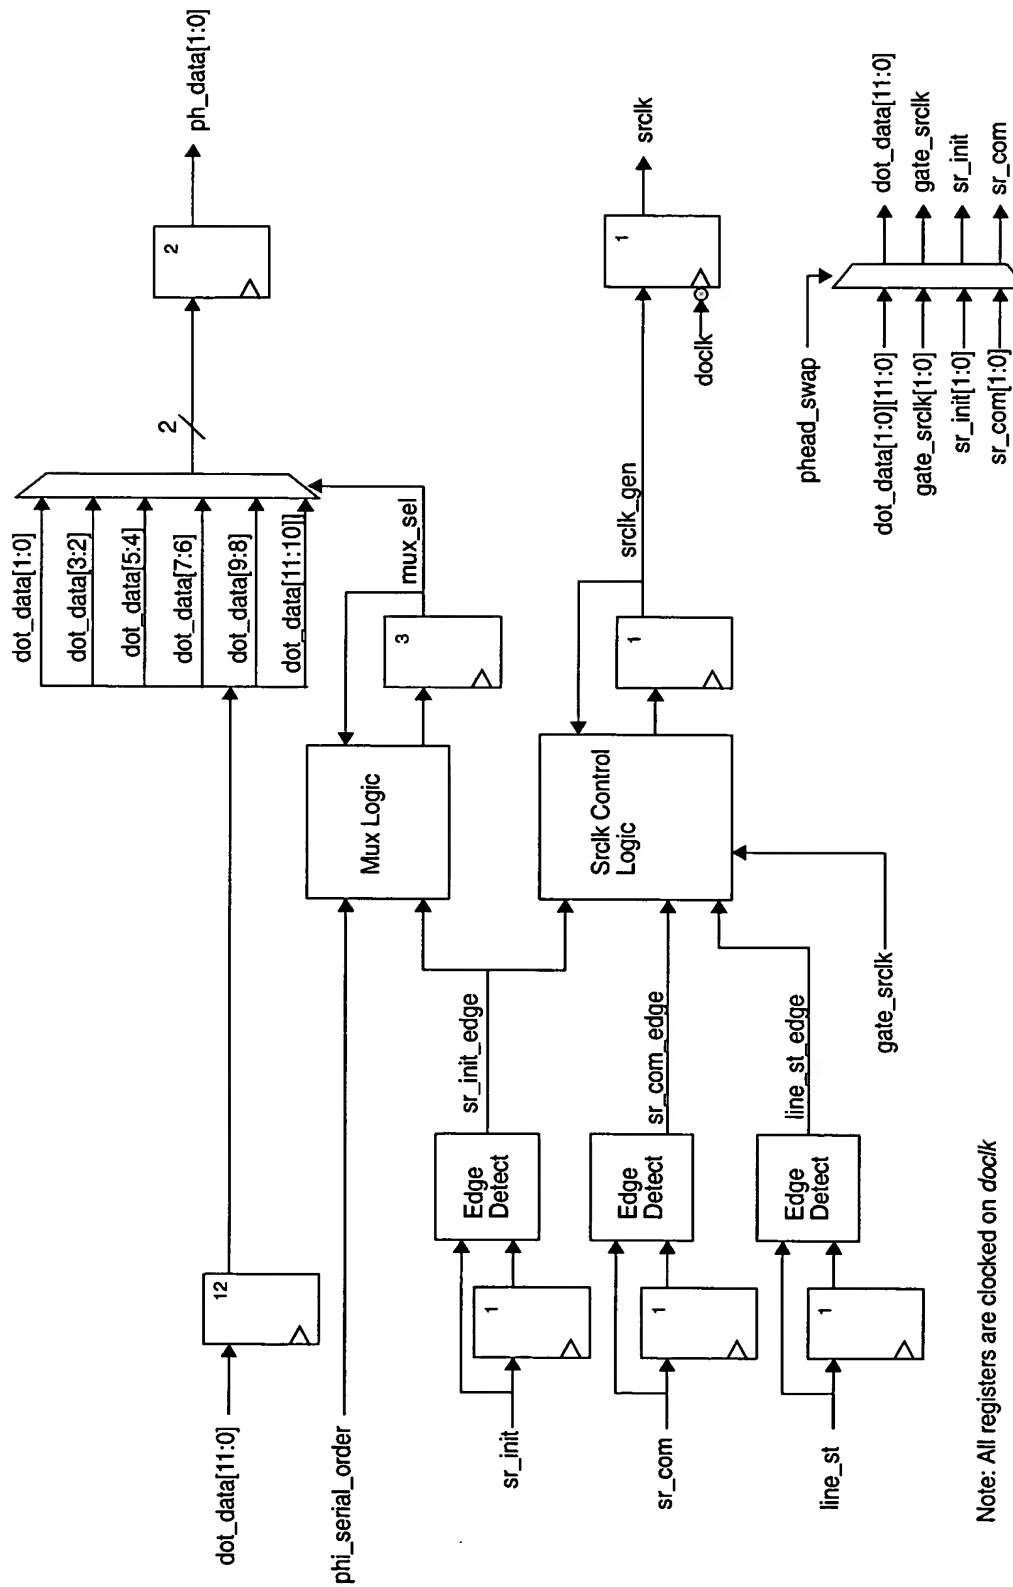 dot_data[11:0]
12
dot_data[1:0]
dot_data[3:2]
dot_data[5:4]
dot_data[7:6]
dot_data[9:8]
dot_data[11:10]]
2
2
ph_data[1:0]
phi_serial_order
Mux Logic
3
mux_sel
sr_init
1
Edge
Detect
sr_init_edge
sr_com
1
Edge
Detect
sr_com_edge
line_st
1
Edge
Detect
line_st_edge
gate_srclk
Srclk Control
Logic
1
srclk_gen
doclk
1
srclk
phead_swap
dot_data[1:0][11:0]
gate_srclk[1:0]
sr_init[1:0]
sr_com[1:0]
dot_data[11:0]
gate_srclk
sr_init
sr_com
Note: All registers are clocked on doclk